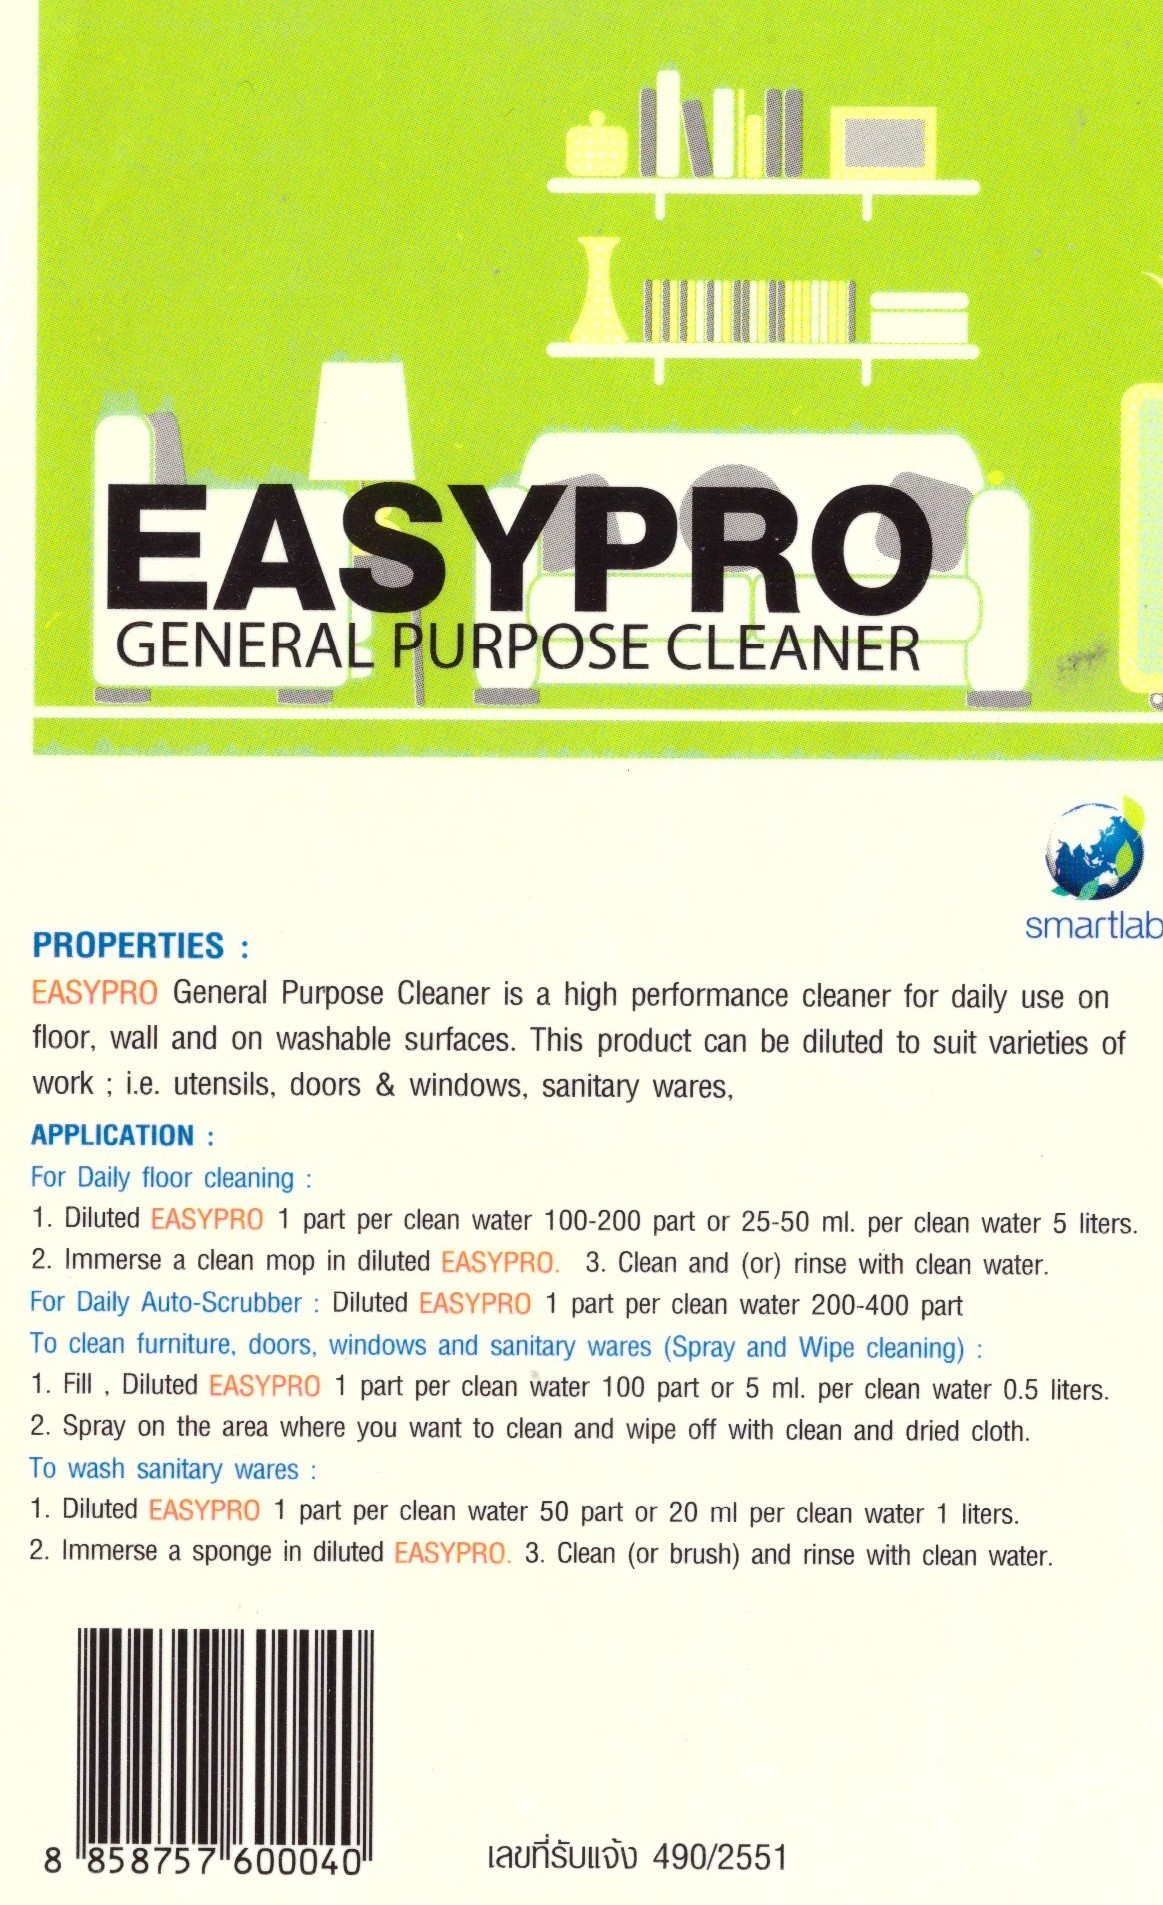 EASYPRO
GENERAL PURPOSE CLEANER
smartlab
PROPERTIES :
EASYPRO General Purpose Cleaner is a high performance cleaner for daily use on
floor, wall and on washable surfaces. This product can be diluted to suit varieties of
work ; i.e. utensils, doors & windows, sanitary wares,
APPLICATION :
For Daily floor cleaning :
1. Diluted EASYPRO 1 part per clean water 100-200 part or 25-50 ml. per clean water 5 liters.
2. Immerse a clean mop in diluted EASYPRO. 3. Clean and (or) rinse with clean water.
For Daily Auto-Scrubber : Diluted EASYPRO 1 part per clean water 200-400 part
To clean furniture, doors, windows and sanitary wares (Spray and Wipe cleaning) :
1. Fill , Diluted EASYPRO 1 part per clean water 100 part or 5 ml. per clean water 0.5 liters.
2. Spray on the area where you want to clean and wipe off with clean and dried cloth.
To wash sanitary wares :
1. Diluted EASYPRO 1 part per clean water 50 part or 20 ml per clean water 1 liters.
2. Immerse a sponge in diluted EASYPRO. 3. Clean (or brush) and rinse with clean water.
8 858757 600040
เลขที่รับแจ้ง 490/2551